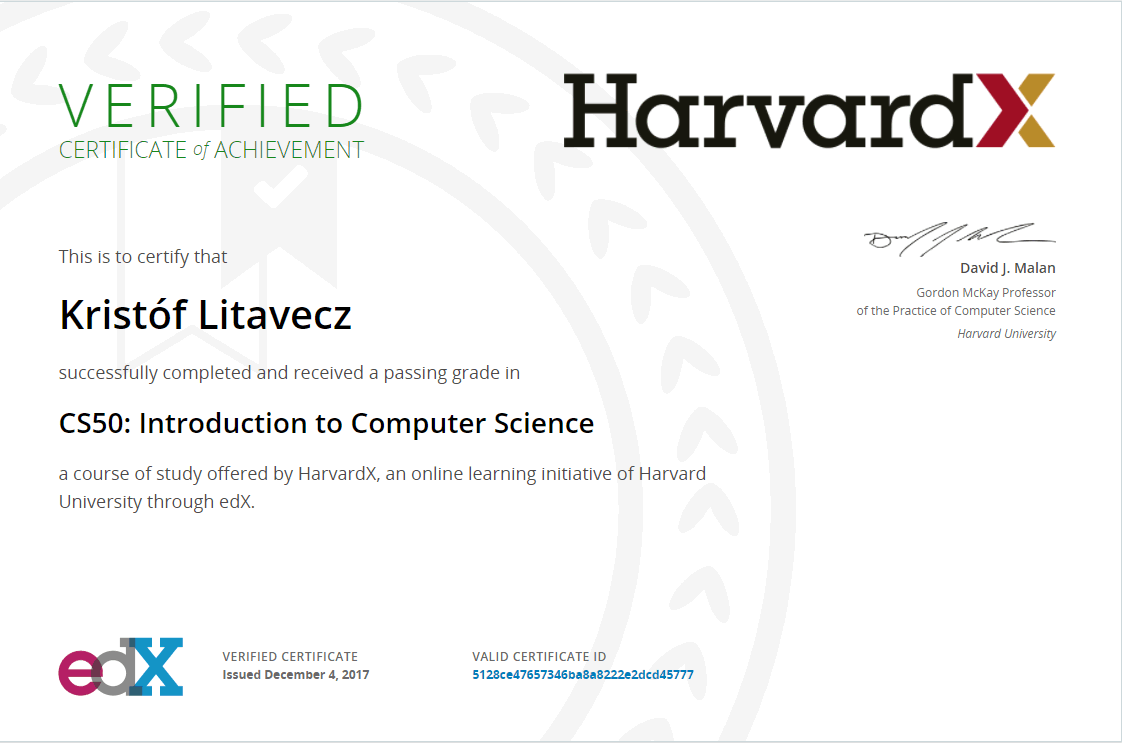 VERIFIED
CERTIFICATE of ACHIEVEMENT
HarvardX
This is to certify that
Kristóf Litavecz
successfully completed and received a passing grade in
CS50: Introduction to Computer Science
a course of study offered by HarvardX, an online learning initiative of Harvard
University through edX.
David J. Malan
Gordon McKay Professor
of the Practice of Computer Science
Harvard University
edX
VERIFIED CERTIFICATE
Issued December 4, 2017
VALID CERTIFICATE ID
5128ce47657346ba8a8222e2dcd45777